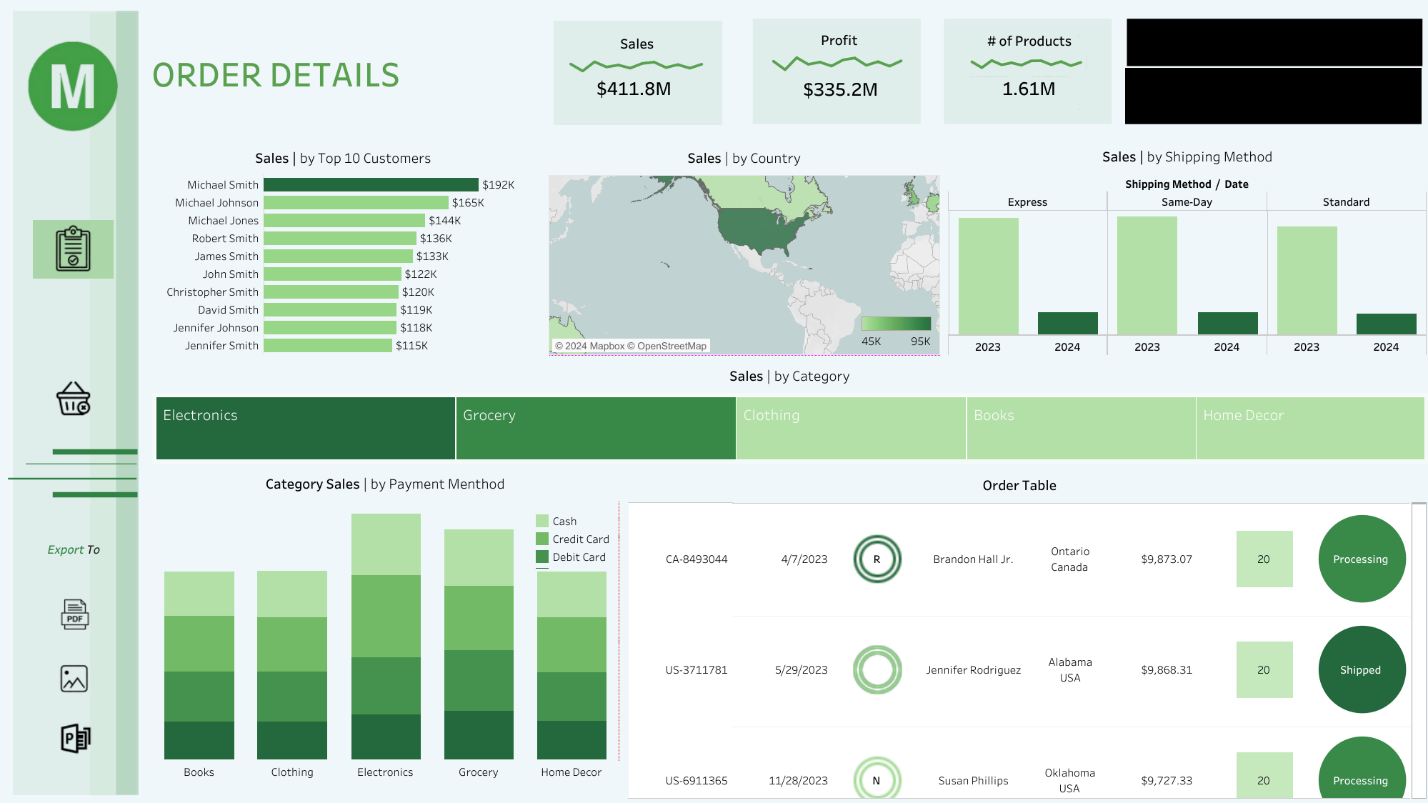 M
ORDER DETAILS
Sales
$411.8M
Profit
$335.2M
# of Products
1.61M
Sales | by Top 10 Customers
Michael Smith $192K
Michael Johnson $165K
Michael Jones $144K
Robert Smith $136K
James Smith $133K
John Smith $122K
Christopher Smith $120K
David Smith $119K
Jennifer Johnson $118K
Jennifer Smith $115K
Sales | by Country
45K 95K
© 2024 Mapbox © OpenStreetMap
Sales | by Shipping Method
Shipping Method / Date
Express Same-Day Standard
2023 2024 2023 2024 2023 2024
Sales | by Category
Electronics Grocery Clothing Books Home Decor
Export To
PDF
P
Category Sales | by Payment Menthod
Cash
Credit Card
Debit Card
Books Clothing Electronics Grocery Home Decor
Order Table
CA-8493044 4/7/2023 R Brandon Hall Jr. Ontario Canada $9,873.07 20 Processing
US-3711781 5/29/2023 Jennifer Rodriguez Alabama USA $9,868.31 20 Shipped
US-6911365 11/28/2023 N Susan Phillips Oklahoma USA $9,727.33 20 Processing